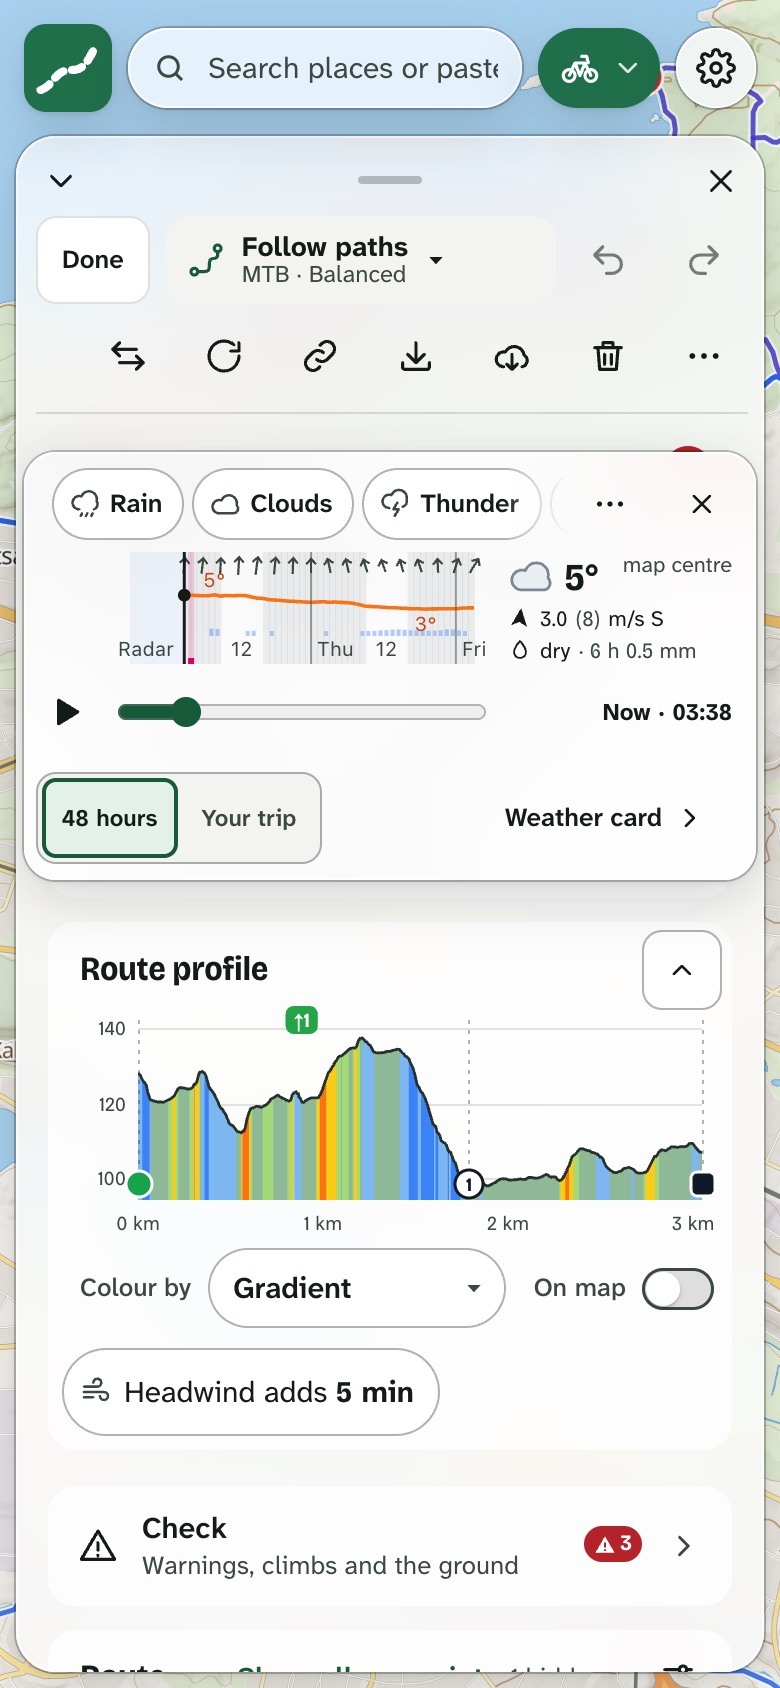 Search places or paste
Done
Follow paths
MTB · Balanced
Rain
Clouds
Thunder
5°
3°
Radar
12
Thu
12
Fri
5°
map centre
3.0 (8) m/s S
dry · 6 h 0.5 mm
Now · 03:38
48 hours
Your trip
Weather card
Route profile
↑1
140
120
100
1
0 km
1 km
2 km
3 km
Colour by
Gradient
On map
Headwind adds 5 min
Check
Warnings, climbs and the ground
3
Route